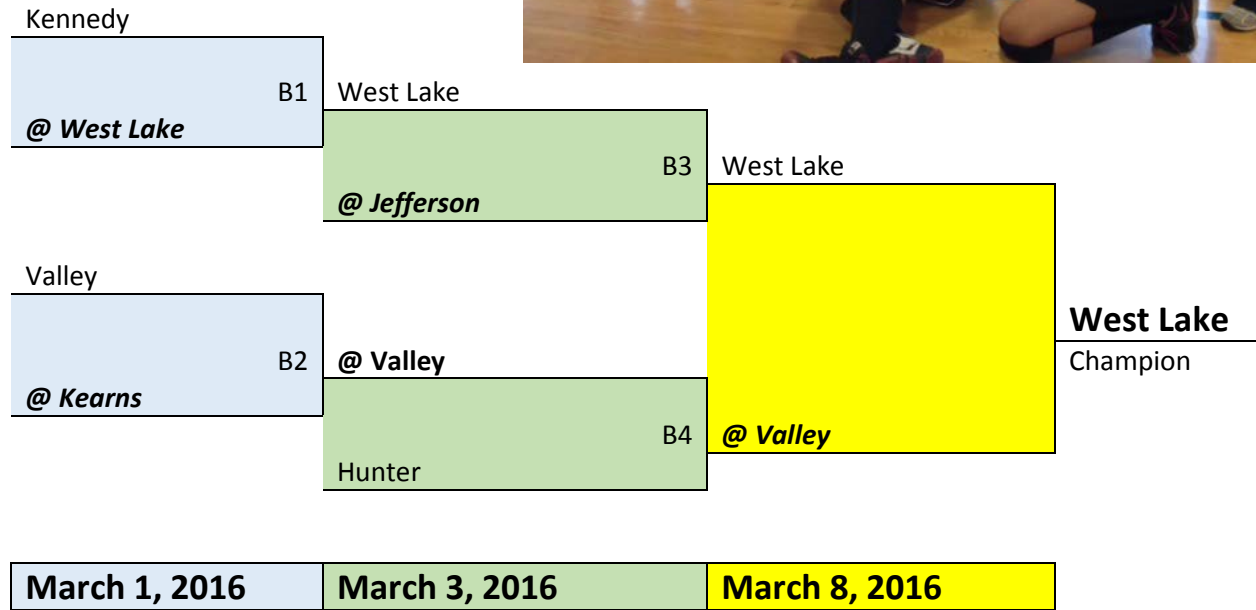 Kennedy
B1
West Lake
@ West Lake
B3
West Lake
@ Jefferson
Valley
West Lake
B2
@ Valley
Champion
@ Kearns
B4
@ Valley
Hunter
March 1, 2016
March 3, 2016
March 8, 2016